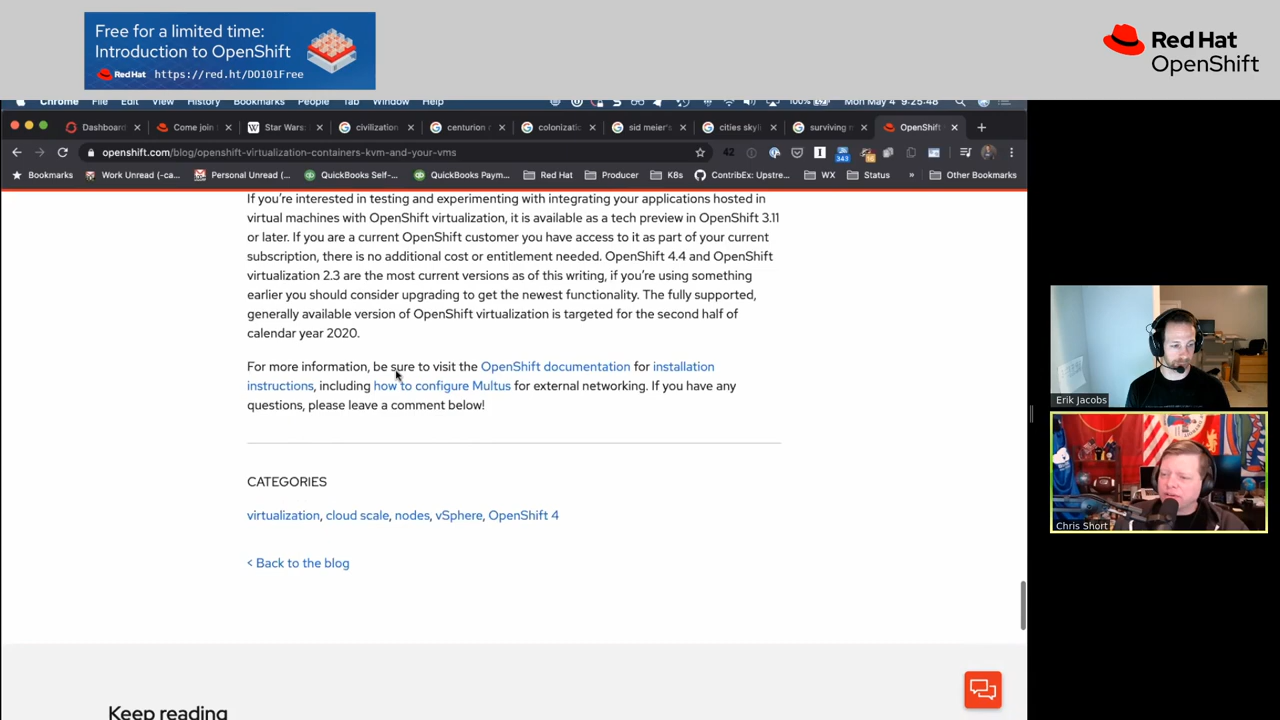 Free for a limited time:
Introduction to OpenShift
Red Hat https://red.ht/DO101Free
Red Hat
OpenShift
Chrome File Edit View History Bookmarks People Tab Window Help 100% Mon May 4 9:25:48
Dashboard Come join Star Wars: civilization centurion colonizatio sid meier's cities skyli surviving m OpenShift
openshift.com/blog/openshift-virtualization-containers-kvm-and-your-vms 42 343
Bookmarks Work Unread (-ca... Personal Unread (... QuickBooks Self-... QuickBooks Paym... Red Hat Producer K8s ContribEx: Upstre... WX Status » Other Bookmarks
If you're interested in testing and experimenting with integrating your applications hosted in
virtual machines with OpenShift virtualization, it is available as a tech preview in OpenShift 3.11
or later. If you are a current OpenShift customer you have access to it as part of your current
subscription, there is no additional cost or entitlement needed. OpenShift 4.4 and OpenShift
virtualization 2.3 are the most current versions as of this writing, if you're using something
earlier you should consider upgrading to get the newest functionality. The fully supported,
generally available version of OpenShift virtualization is targeted for the second half of
calendar year 2020.
For more information, be sure to visit the OpenShift documentation for installation
instructions, including how to configure Multus for external networking. If you have any
questions, please leave a comment below!
CATEGORIES
virtualization, cloud scale, nodes, vSphere, OpenShift 4
< Back to the blog
Keep reading
Erik Jacobs
Chris Short